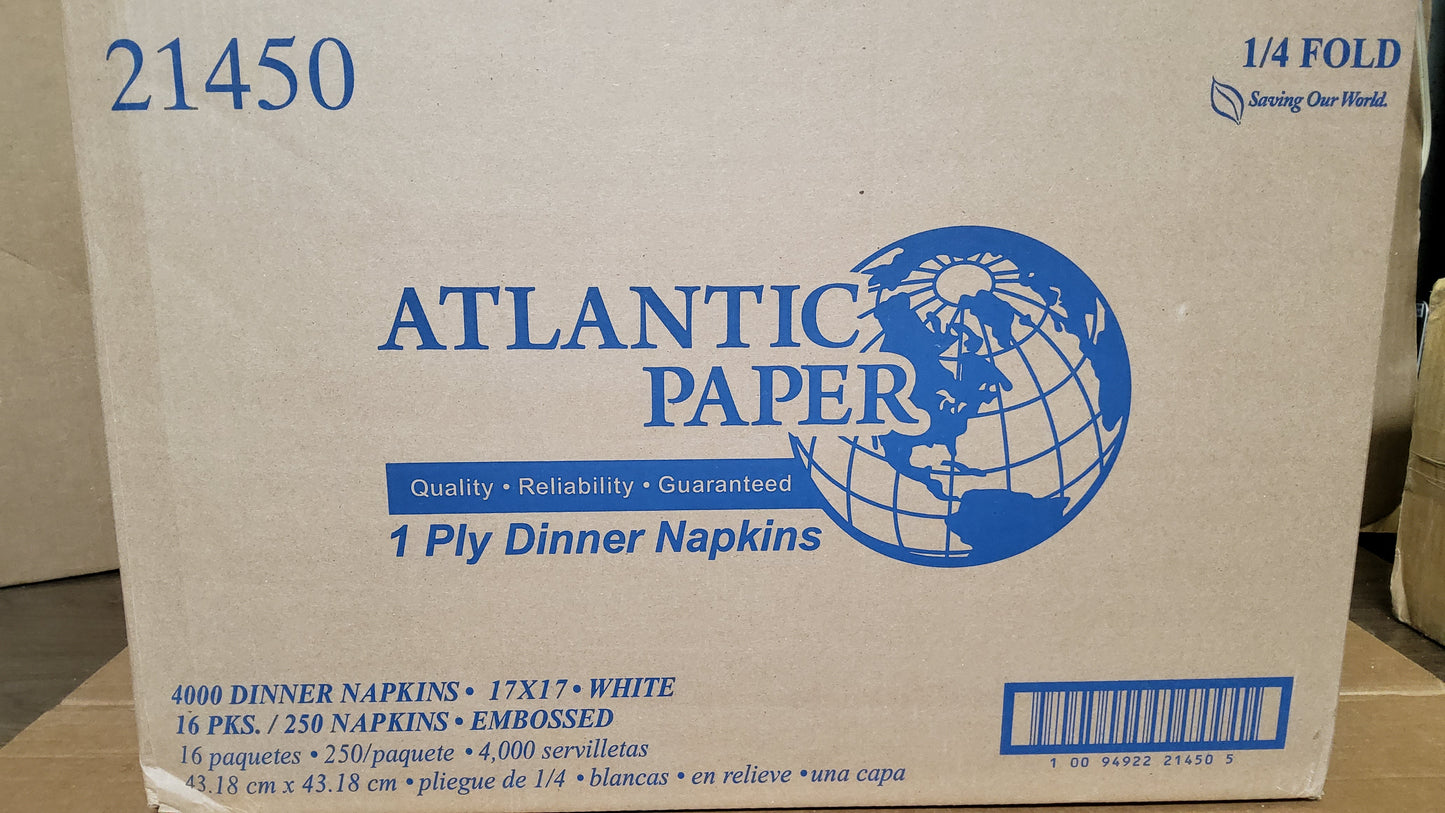 21450
1/4 FOLD
Saving Our World.
ATLANTIC
PAPER
Quality • Reliability • Guaranteed
1 Ply Dinner Napkins
4000 DINNER NAPKINS • 17X17 • WHITE
16 PKS. / 250 NAPKINS • EMBOSSED
16 paquetes • 250/paquete • 4,000 servilletas
43.18 cm x 43.18 cm • pliegue de 1/4 • blancas • en relieve • una capa
1 00 94922 21450 5